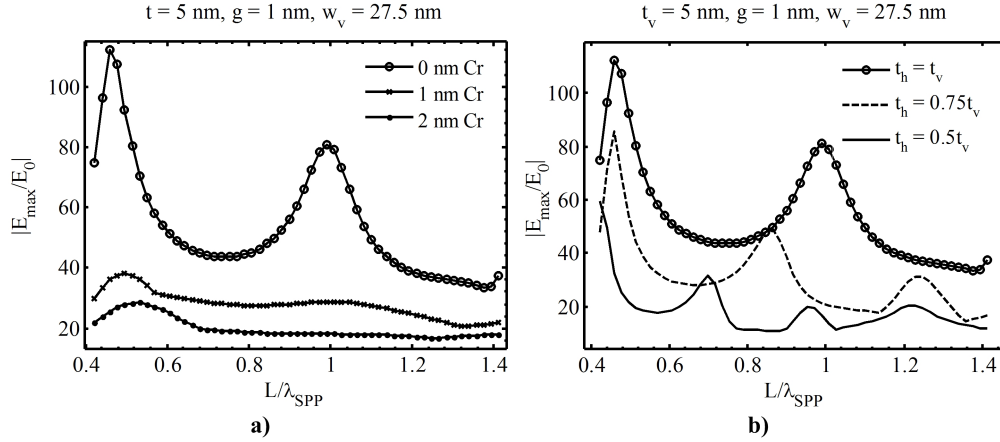 t = 5 nm, g = 1 nm, w_v = 27.5 nm
|E_max/E_0|
100
80
60
40
20
0 nm Cr
1 nm Cr
2 nm Cr
0.4 0.6 0.8 1 1.2 1.4
L/λ_SPP
a)
t_v = 5 nm, g = 1 nm, w_v = 27.5 nm
|E_max/E_0|
100
80
60
40
20
t_h = t_v
t_h = 0.75t_v
t_h = 0.5t_v
0.4 0.6 0.8 1 1.2 1.4
L/λ_SPP
b)